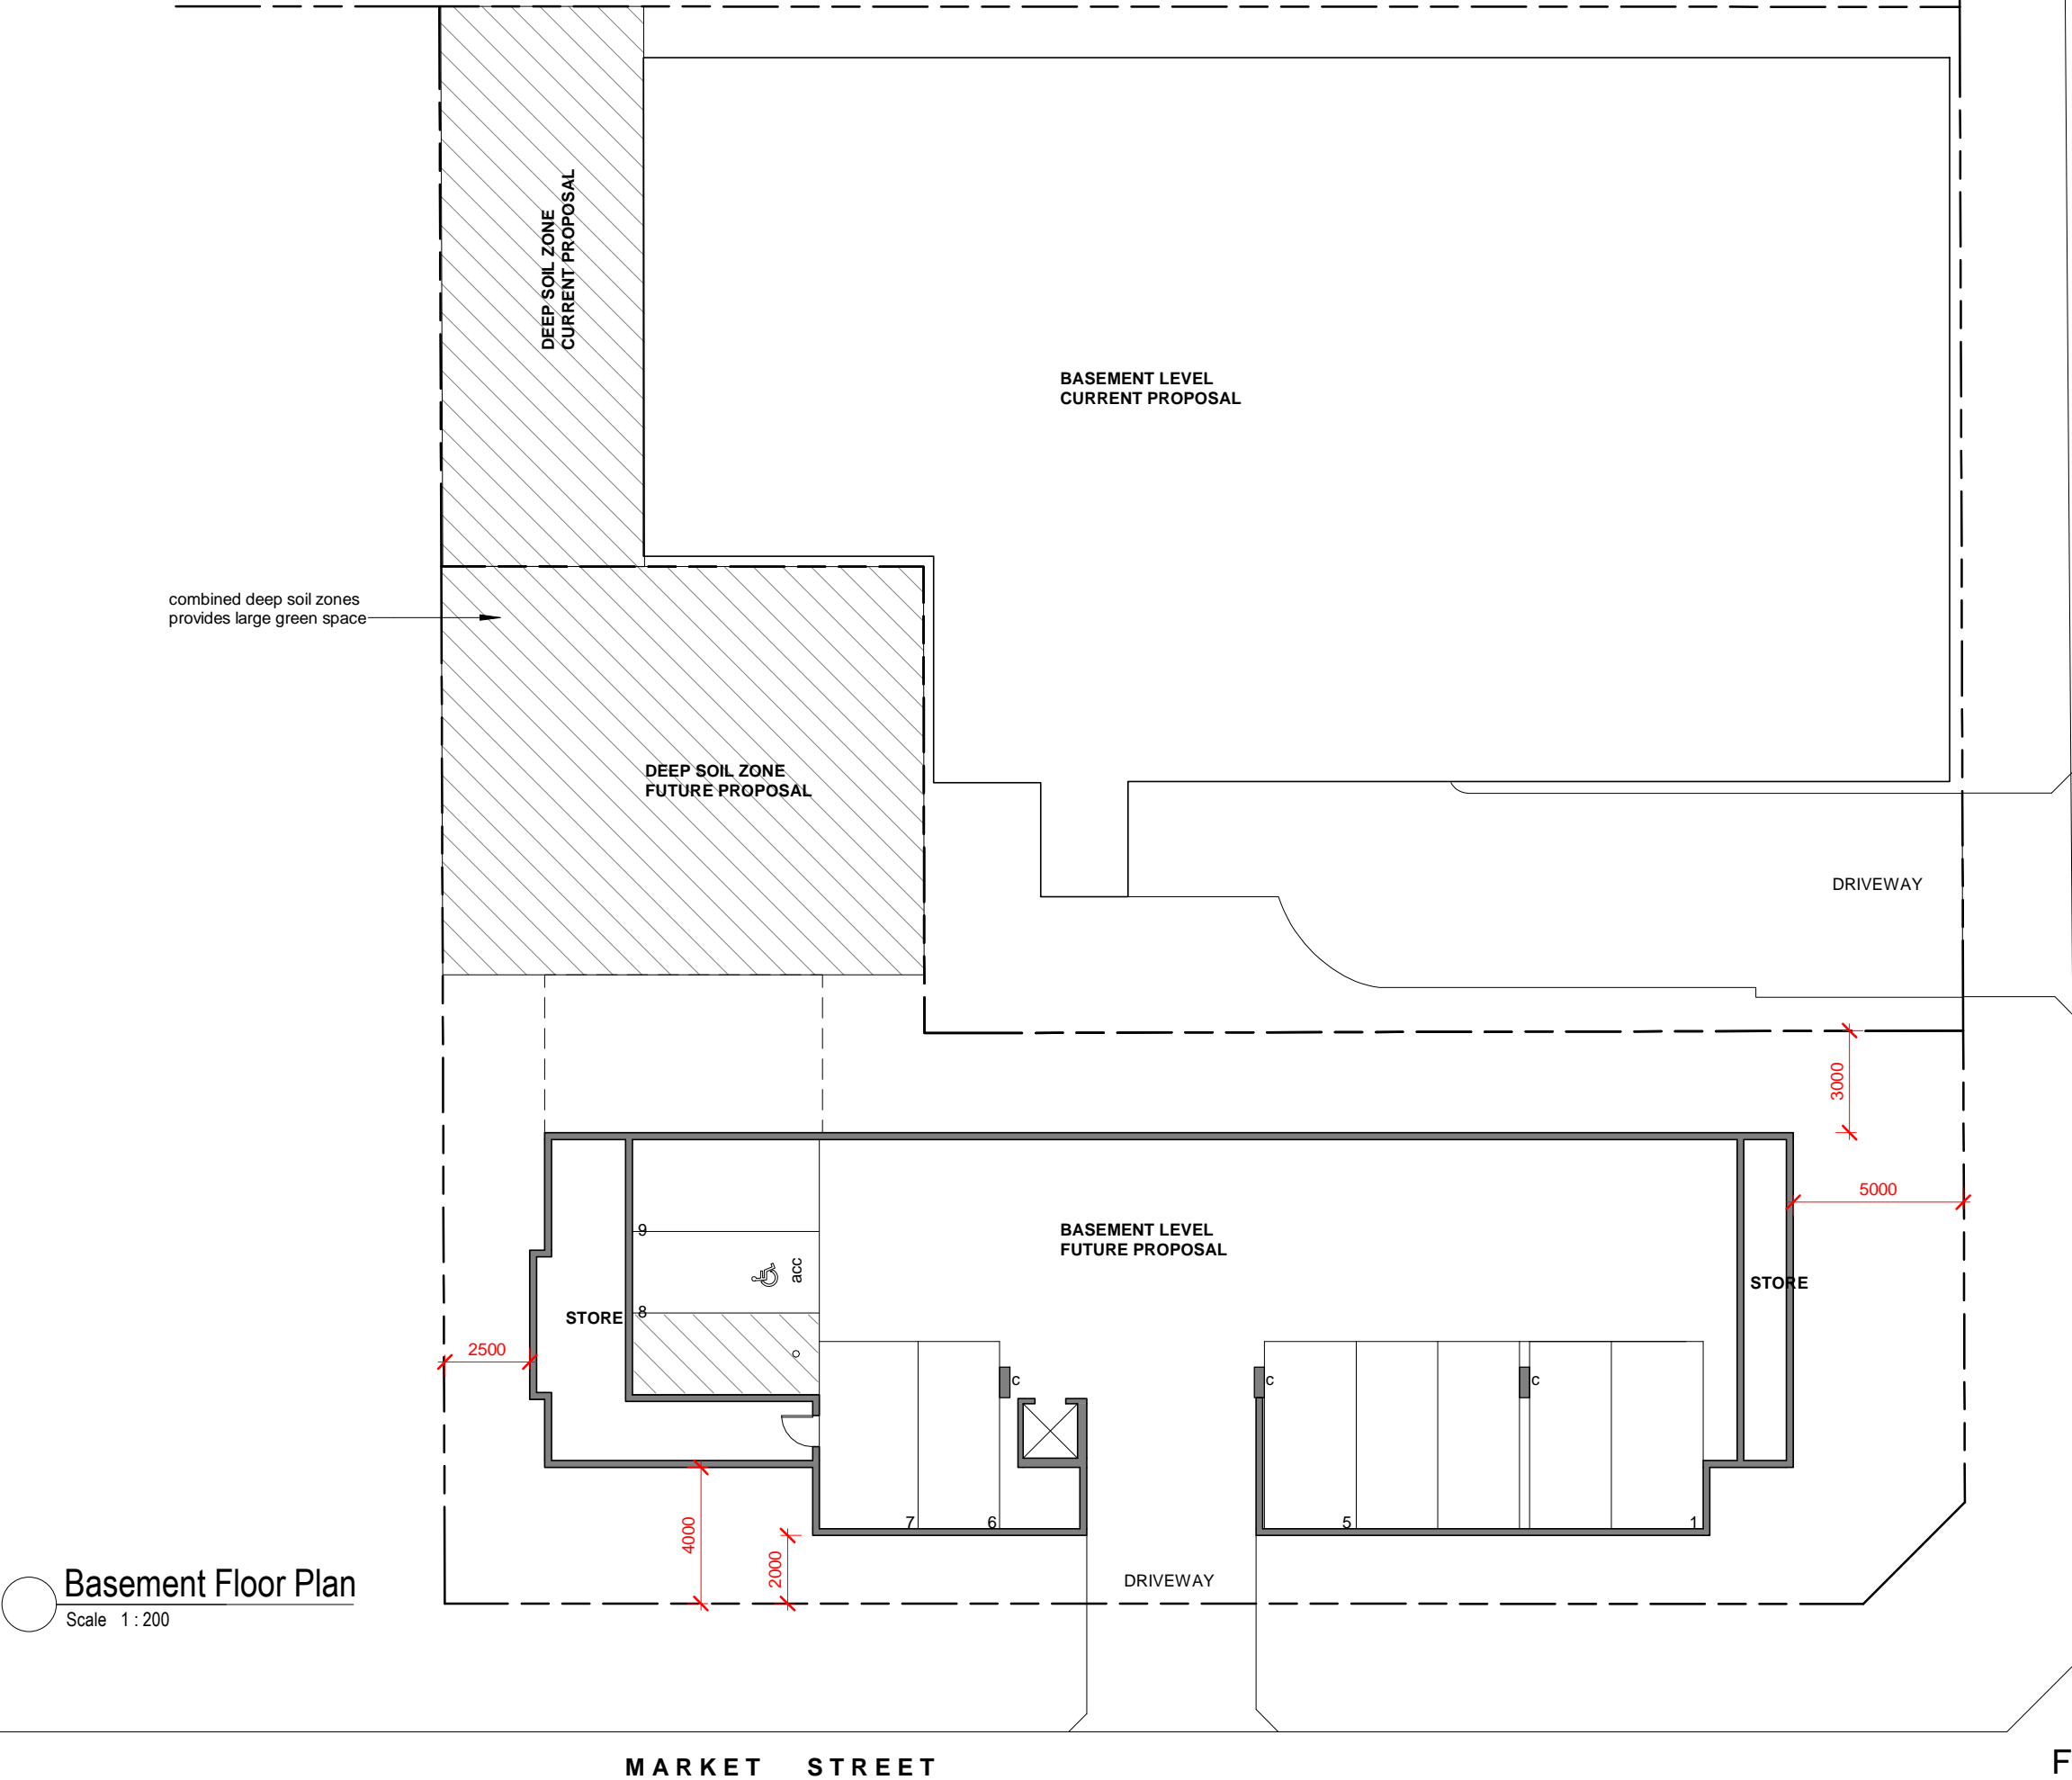 DEEP SOIL ZONE
CURRENT PROPOSAL
BASEMENT LEVEL
CURRENT PROPOSAL
combined deep soil zones
provides large green space
DEEP SOIL ZONE
FUTURE PROPOSAL
DRIVEWAY
3000
5000
9
BASEMENT LEVEL
FUTURE PROPOSAL
acc
STORE
8
STORE
2500
c
c
c
7
6
5
1
4000
2000
DRIVEWAY
Basement Floor Plan
Scale 1 : 200
MARKET STREET
F